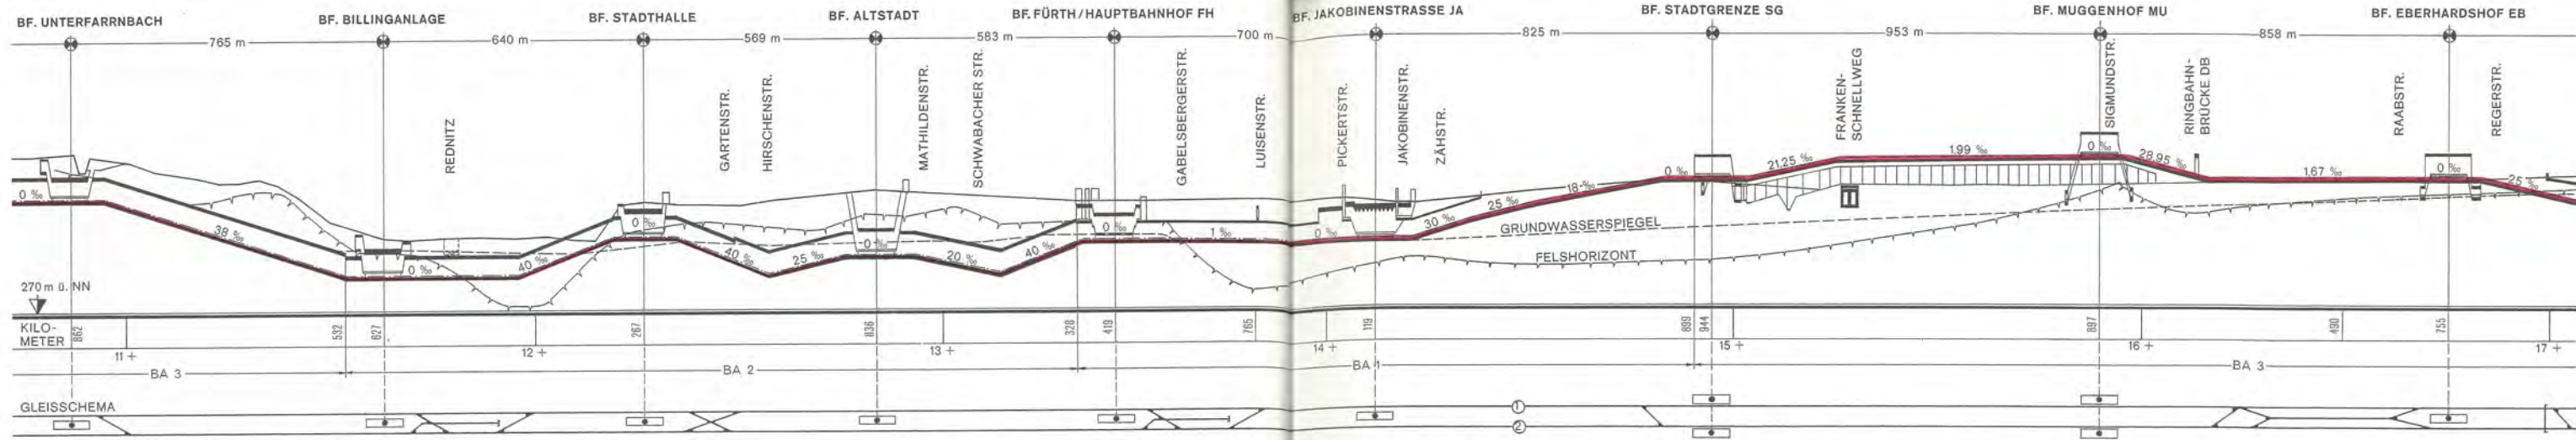 BF. UNTERFARRNBACH
BF. BILLINGANLAGE
BF. STADTHALLE
BF. ALTSTADT
BF. FÜRTH/HAUPTBAHNHOF FH
BF. JAKOBINENSTRASSE JA
BF. STADTGRENZE SG
BF. MUGGENHOF MU
BF. EBERHARDSHOF EB
765 m
640 m
569 m
583 m
700 m
825 m
953 m
858 m
REDNITZ
GARTENSTR.
HIRSCHENSTR.
MATHILDENSTR.
SCHWABACHER STR.
GABELSBERGERSTR.
LUISENSTR.
PICKERTSTR.
JAKOBINENSTR.
ZÄHSTR.
FRANKEN-
SCHNELLWEG
SIGMUNDSTR.
RINGBAHN-
BRÜCKE DB
RAABSTR.
REGERSTR.
0 ‰
38 ‰
0 ‰
40 ‰
0 ‰
40 ‰
25 ‰
0 ‰
20 ‰
40 ‰
0 ‰
1 ‰
0 ‰
30 ‰
25 ‰
18 ‰
0 ‰
21,25 ‰
1,99 ‰
0 ‰
28,95 ‰
1,67 ‰
0 ‰
25 ‰
GRUNDWASSERSPIEGEL
FELSHORIZONT
270 m ü. NN
KILO-
METER
862
532
627
267
836
328
419
765
119
899
944
897
490
755
11 +
12 +
13 +
14 +
15 +
16 +
17 +
BA 3
BA 2
BA 1
BA 3
GLEISSCHEMA
1
2